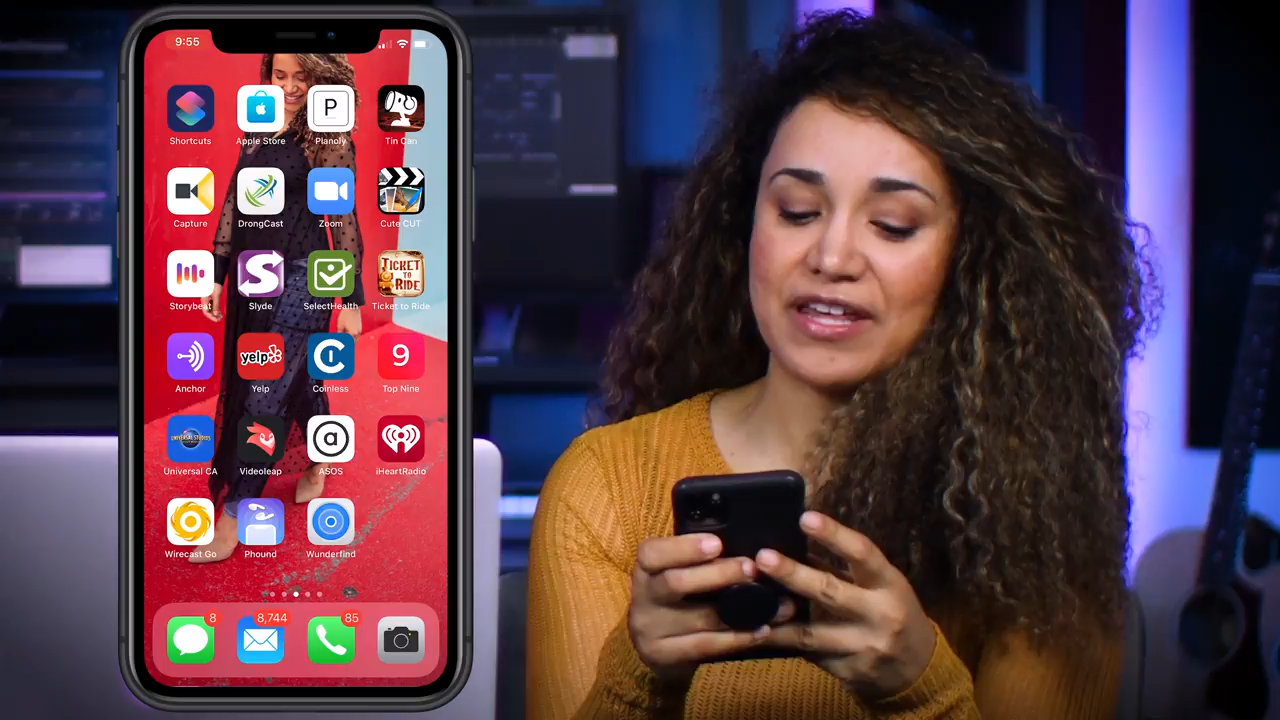 9:55
P
Shortcuts Apple Store Planoly Tin Can
Capture DrongCast Zoom Cute CUT
S
TICKET TO RIDE
Storybeat Slyde SelectHealth Ticket to Ride
yelp
C
9
Anchor Yelp Coinless Top Nine
UNIVERSAL STUDIOS
a
Universal CA Videoleap ASOS iHeartRadio
Wirecast Go Phound Wunderfind
8 8,744 85